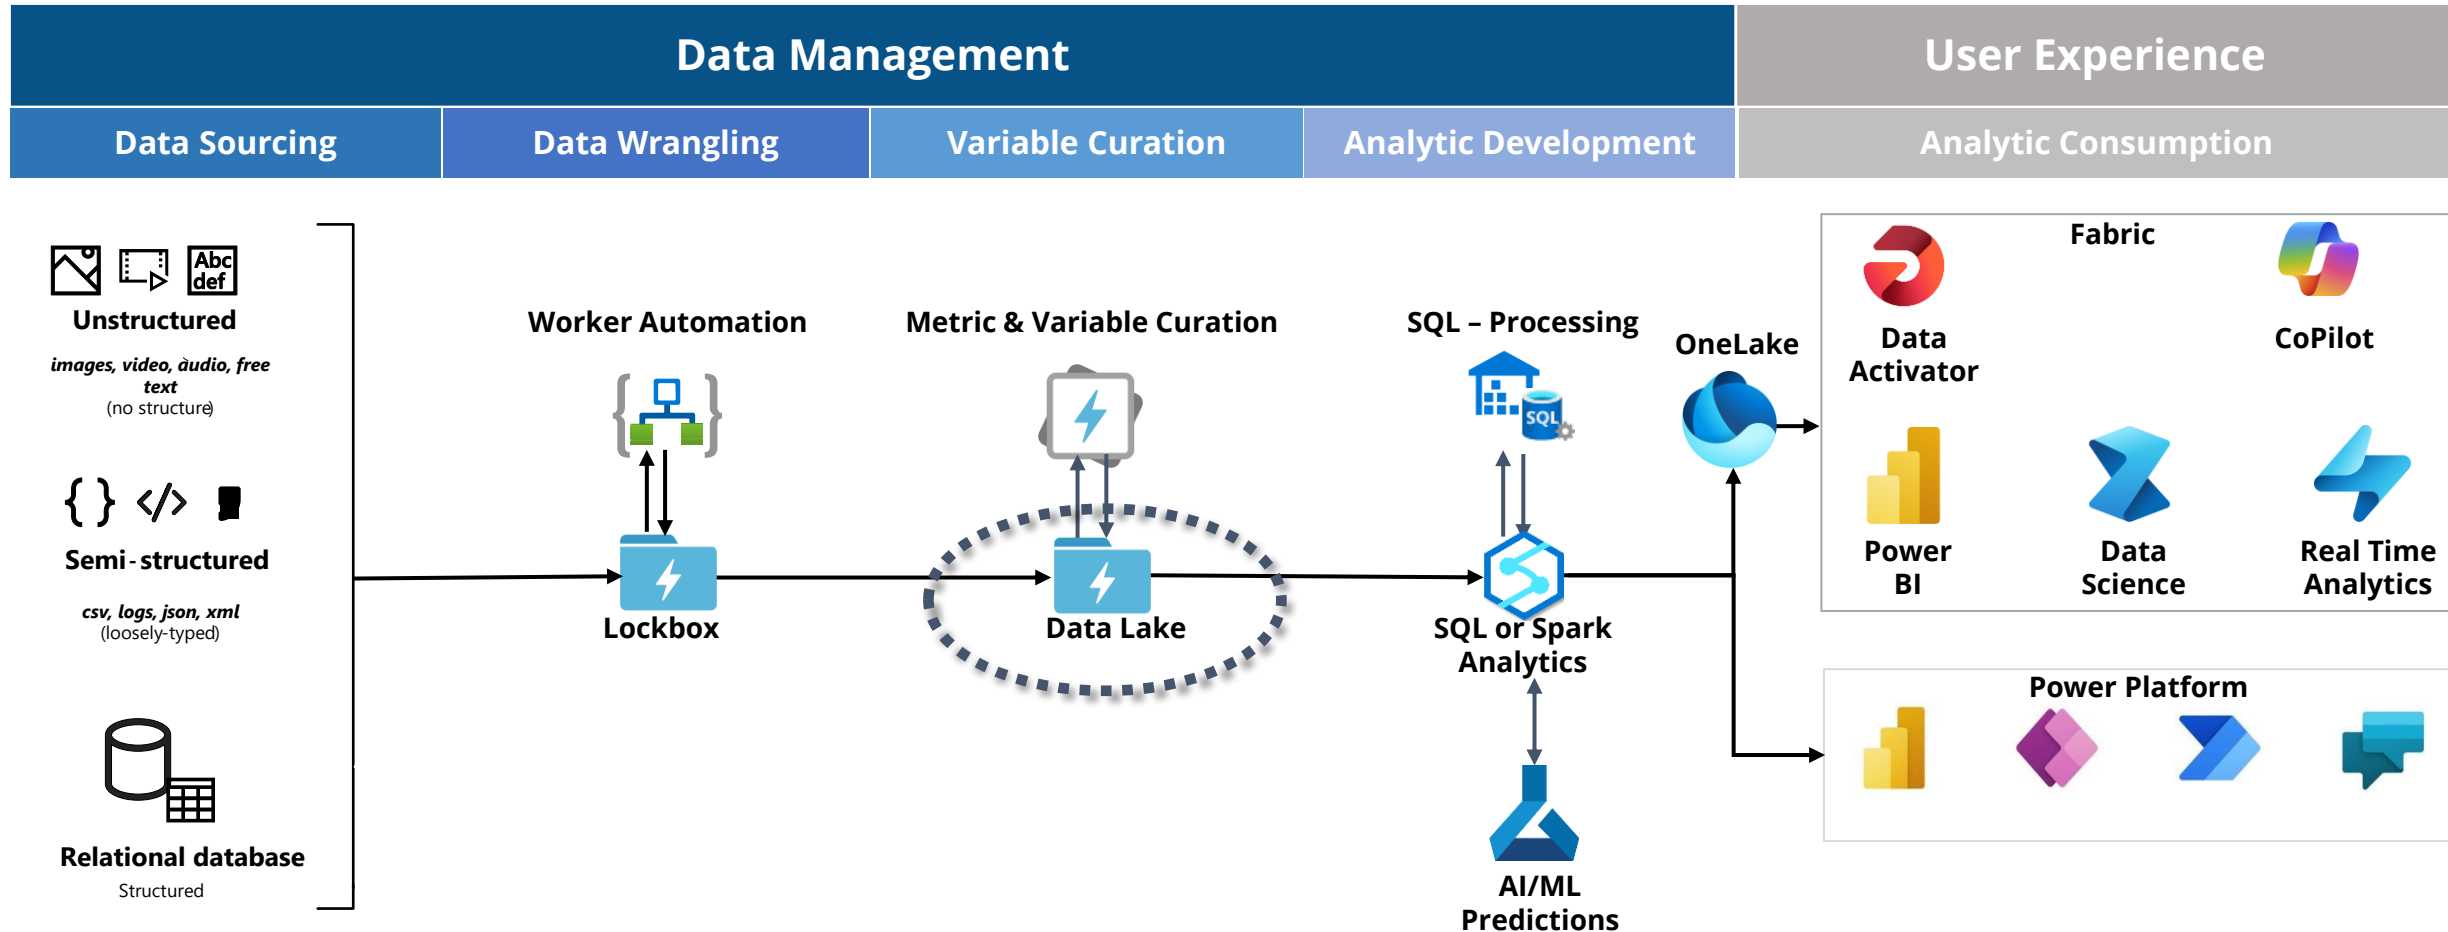 Data Management
User Experience
Data Sourcing
Data Wrangling
Variable Curation
Analytic Development
Analytic Consumption
Abc
def
Unstructured
images, video, àudio, free
text
(no structure)
Semi-structured
csv, logs, json, xml
(loosely-typed)
Relational database
Structured
Worker Automation
Lockbox
Metric & Variable Curation
Data Lake
SQL – Processing
SQL
SQL or Spark
Analytics
AI/ML
Predictions
OneLake
Fabric
Data
Activator
CoPilot
Power
BI
Data
Science
Real Time
Analytics
Power Platform